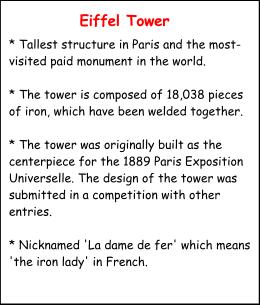 Eiffel Tower
* Tallest structure in Paris and the most-
visited paid monument in the world.
* The tower is composed of 18,038 pieces
of iron, which have been welded together.
* The tower was originally built as the
centerpiece for the 1889 Paris Exposition
Universelle. The design of the tower was
submitted in a competition with other
entries.
* Nicknamed 'La dame de fer' which means
'the iron lady' in French.